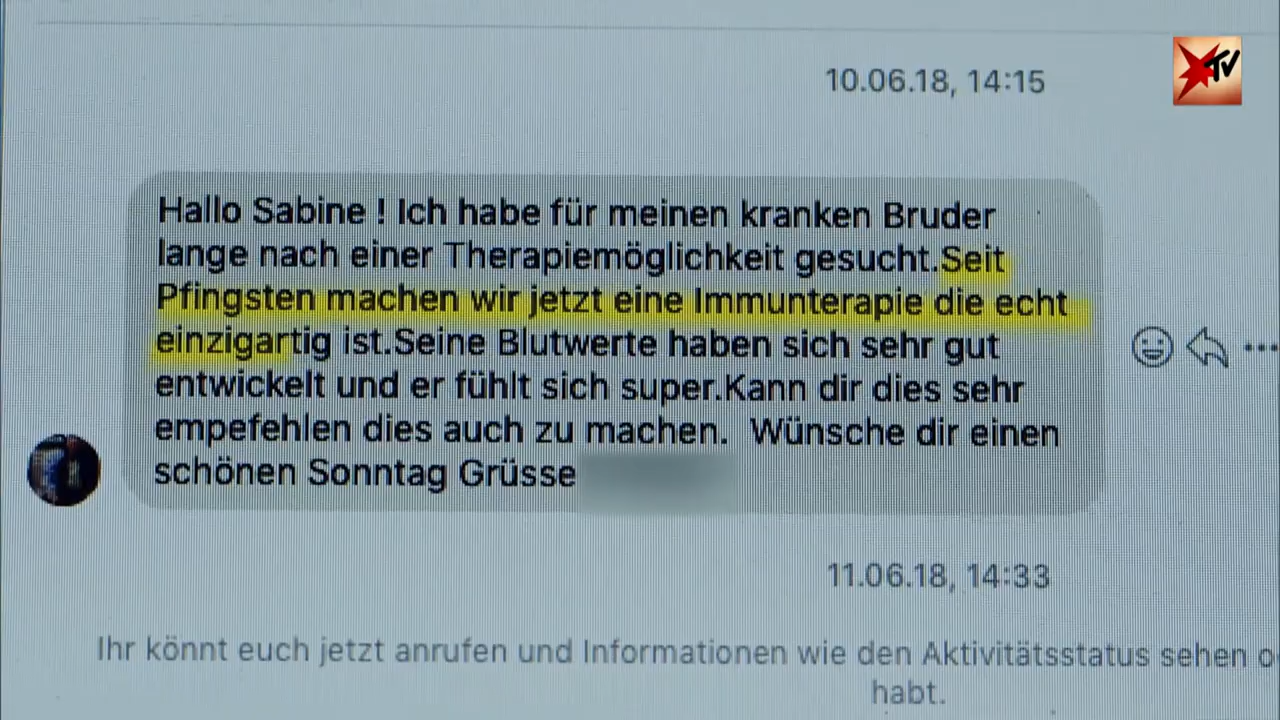 TV
10.06.18, 14:15
Hallo Sabine ! Ich habe für meinen kranken Bruder
lange nach einer Therapiemöglichkeit gesucht.Seit
Pfingsten machen wir jetzt eine Immunterapie die echt
einzigartig ist.Seine Blutwerte haben sich sehr gut
entwickelt und er fühlt sich super.Kann dir dies sehr
empefehlen dies auch zu machen. Wünsche dir einen
schönen Sonntag Grüsse
11.06.18, 14:33
Ihr könnt euch jetzt anrufen und Informationen wie den Aktivitätsstatus sehen
habt.